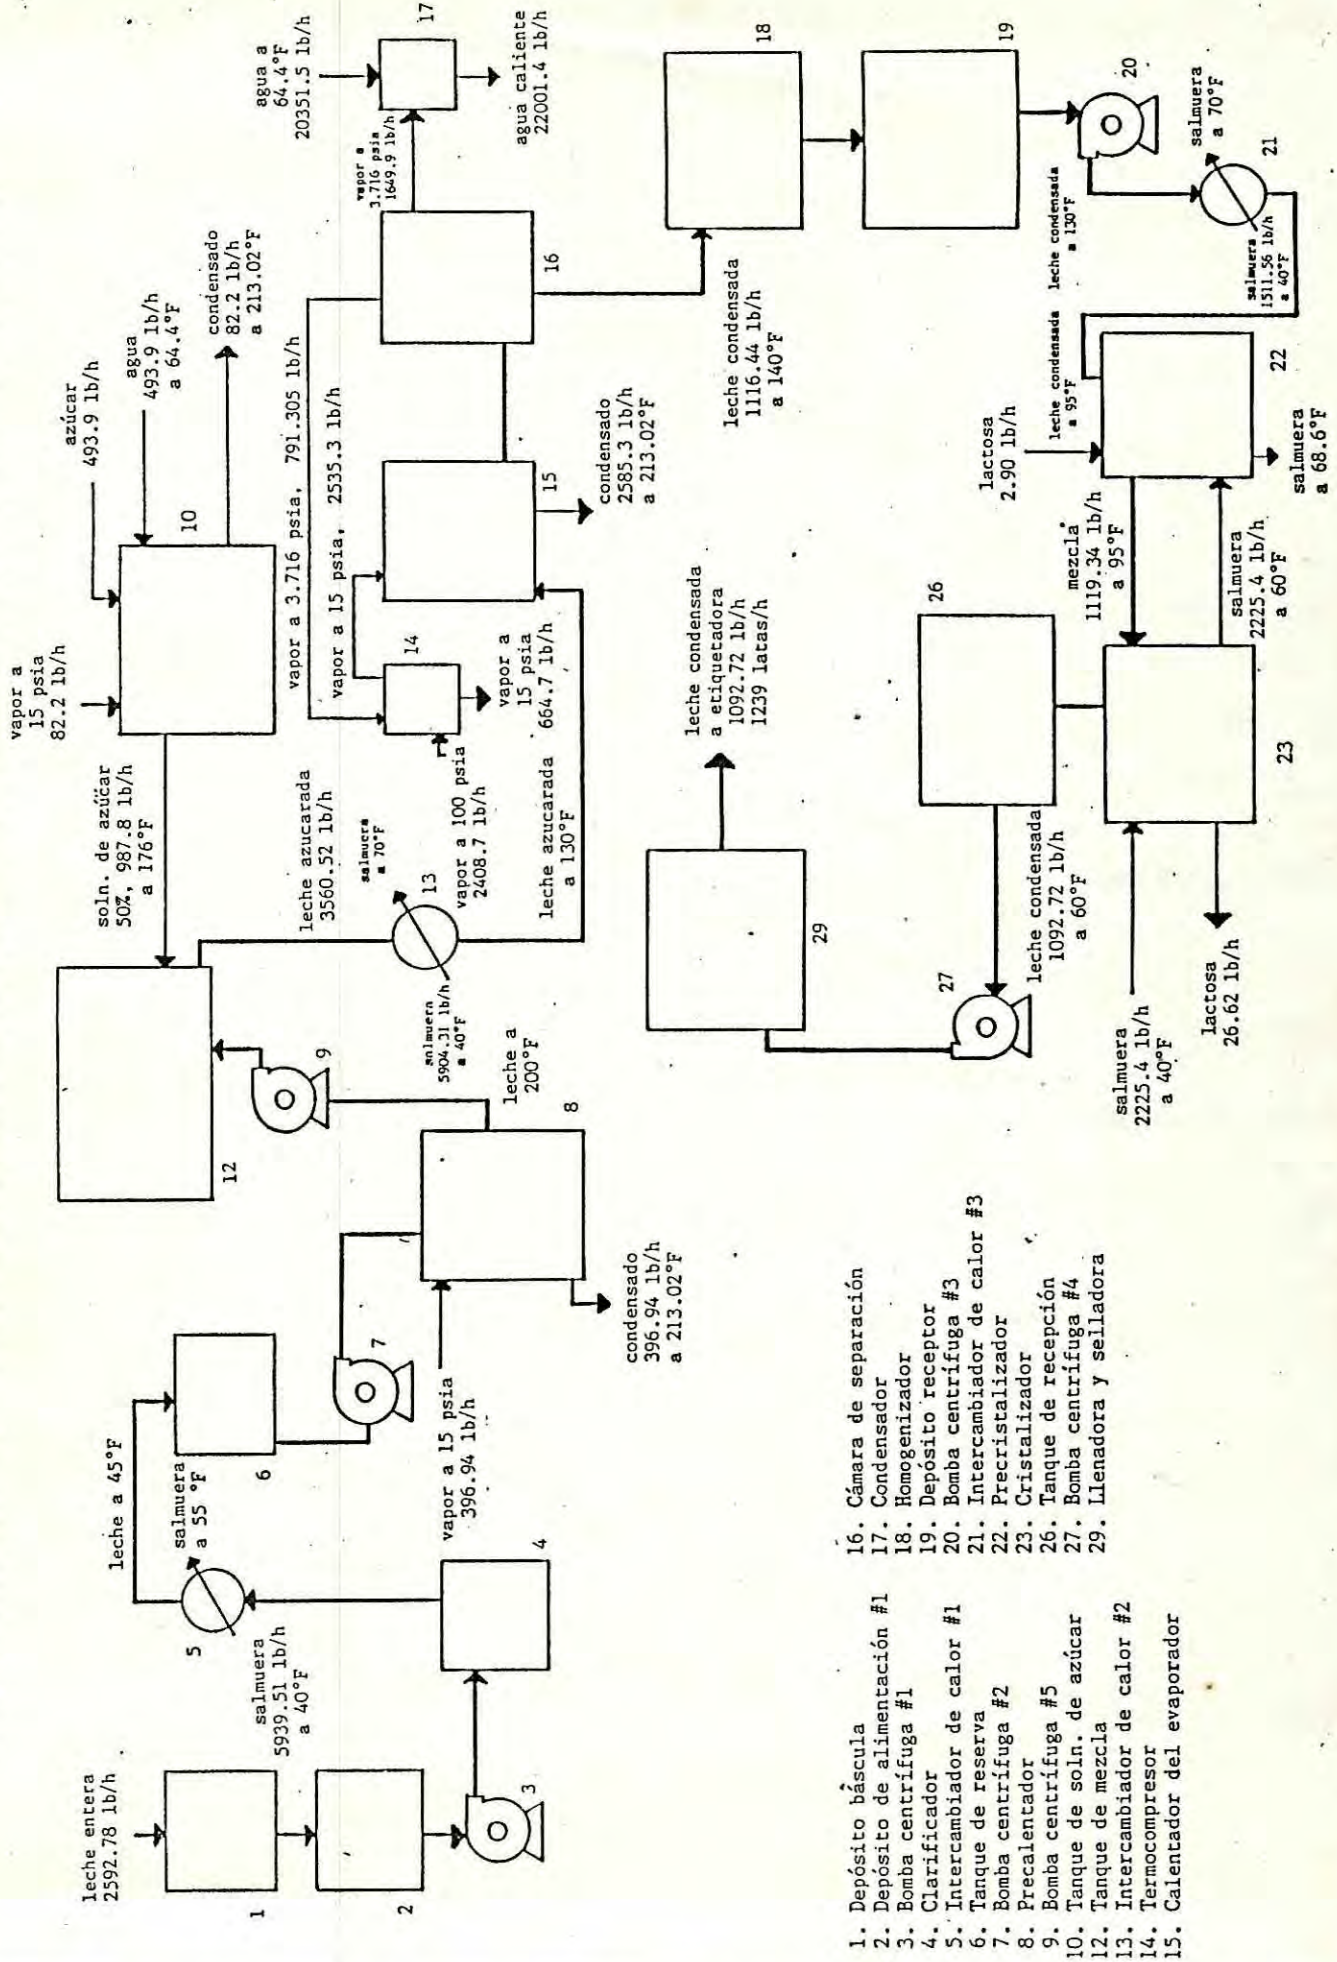 leche entera
2592.78 lb/h
1
2
3
4
salmuera
5939.51 lb/h
a 40°F
5
salmuera
a 55 °F
leche a 45°F
6
7
vapor a 15 psia
396.94 lb/h
condensado
396.94 lb/h
a 213.02°F
8
leche a
200°F
9
12
soln. de azúcar
50%, 987.8 lb/h
a 176°F
vapor a
15 psia
82.2 lb/h
azúcar
493.9 lb/h
agua
493.9 lb/h
a 64.4°F
10
condensado
82.2 lb/h
a 213.02°F
leche azucarada
3560.52 lb/h
salmuera
a 70°F
13
salmuera
5904.31 lb/h
a 40°F
vapor a 100 psia
2408.7 lb/h
leche azucarada
a 130°F
vapor a 3.716 psia, 791.305 lb/h
vapor a 15 psia, 2535.3 lb/h
14
vapor a
15 psia
664.7 lb/h
15
condensado
2585.3 lb/h
a 213.02°F
16
vapor a
3.716 psia
1649.9 lb/h
agua a
64.4°F
20351.5 lb/h
17
agua caliente
22001.4 lb/h
leche condensada
1116.44 lb/h
a 140°F
18
19
20
leche condensada
a 130°F
salmuera
a 70°F
21
salmuera
1511.56 lb/h
a 40°F
leche condensada
a 95°F
lactosa
2.90 lb/h
22
salmuera
a 68.6°F
mezcla
1119.34 lb/h
a 95°F
salmuera
2225.4 lb/h
a 60°F
23
salmuera
2225.4 lb/h
a 40°F
lactosa
26.62 lb/h
26
leche condensada
1092.72 lb/h
a 60°F
27
29
leche condensada
a etiquetadora
1092.72 lb/h
1239 latas/h
1. Depósito báscula
2. Depósito de alimentación #1
3. Bomba centrífuga #1
4. Clarificador
5. Intercambiador de calor #1
6. Tanque de reserva
7. Bomba centrífuga #2
8. Precalentador
9. Bomba centrífuga #5
10. Tanque de soln. de azúcar
12. Tanque de mezcla
13. Intercambiador de calor #2
14. Termocompresor
15. Calentador del evaporador
16. Cámara de separación
17. Condensador
18. Homogenizador
19. Depósito receptor
20. Bomba centrífuga #3
21. Intercambiador de calor #3
22. Precristalizador
23. Cristalizador
26. Tanque de recepción
27. Bomba centrífuga #4
29. Llenadora y selladora